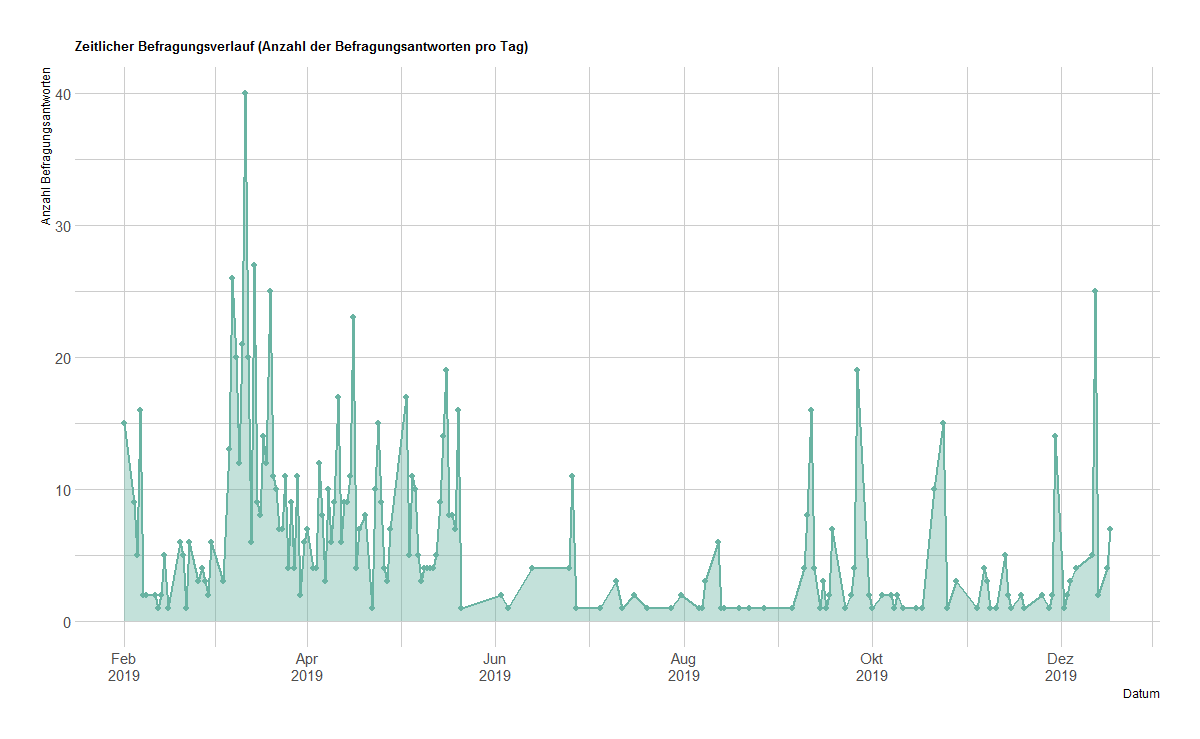 Zeitlicher Befragungsverlauf (Anzahl der Befragungsantworten pro Tag)
Anzahl Befragungsantworten
40
30
20
10
0
Feb
2019
Apr
2019
Jun
2019
Aug
2019
Okt
2019
Dez
2019
Datum